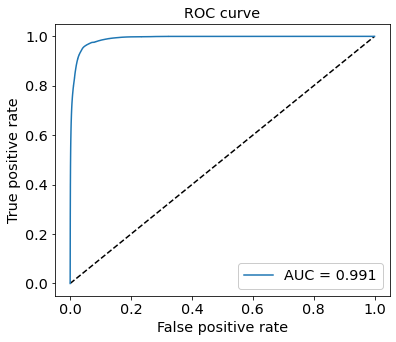 ROC curve
1.0
0.8
0.6
0.4
0.2
0.0
True positive rate
AUC = 0.991
0.0 0.2 0.4 0.6 0.8 1.0
False positive rate